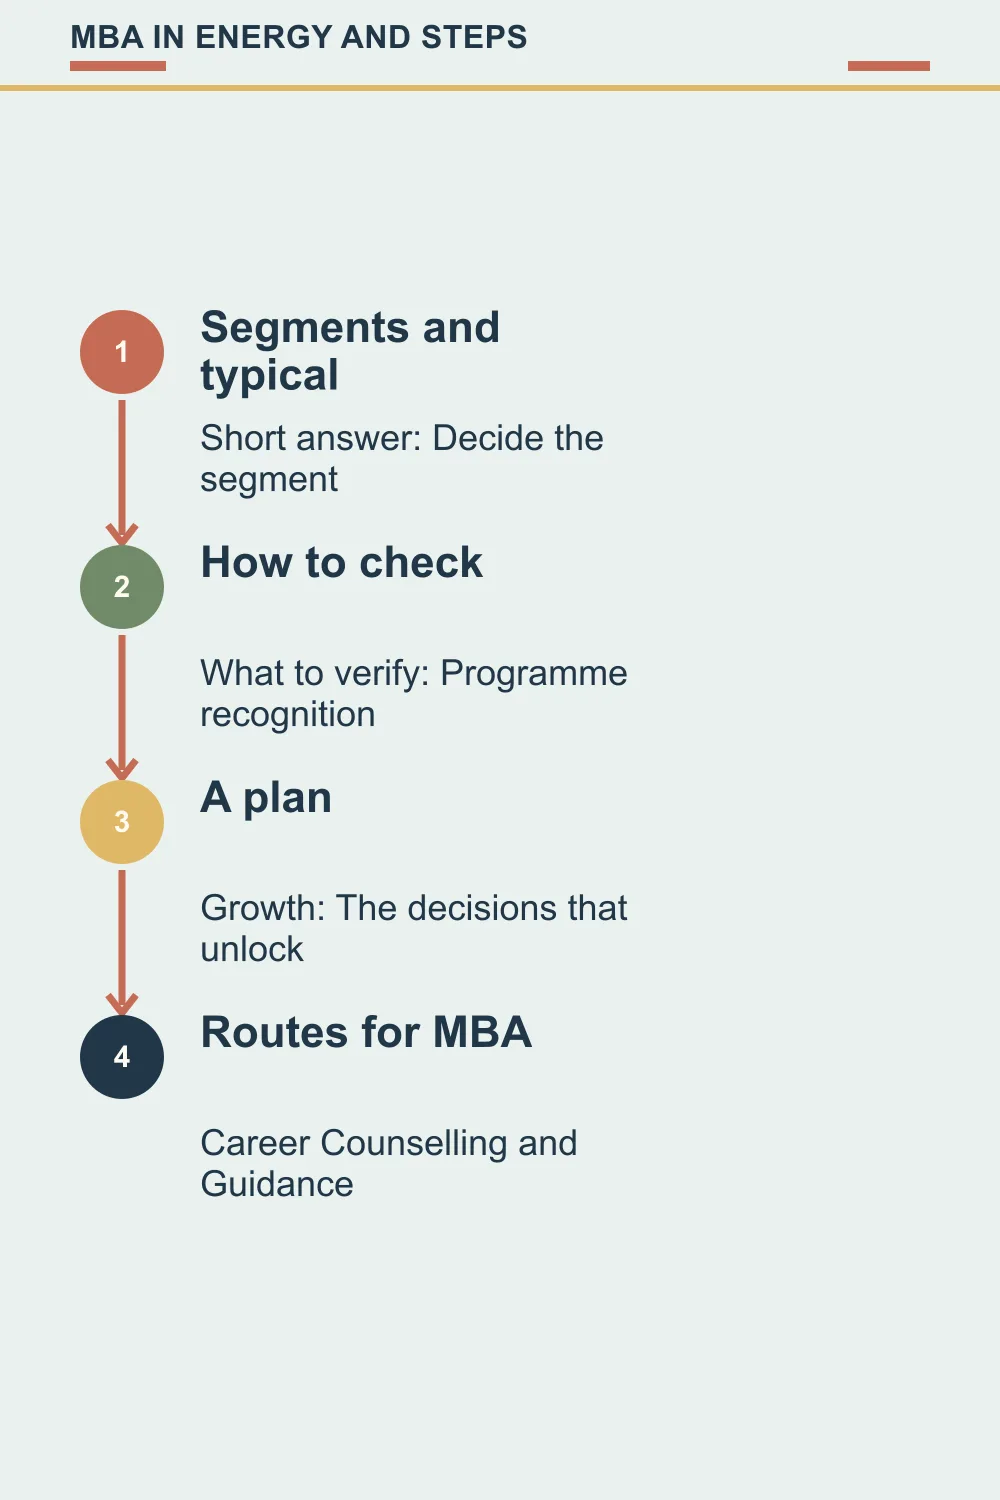 MBA IN ENERGY AND STEPS
1
Segments and
typical
Short answer: Decide the
segment
2
How to check
What to verify: Programme
recognition
3
A plan
Growth: The decisions that
unlock
4
Routes for MBA
Career Counselling and
Guidance